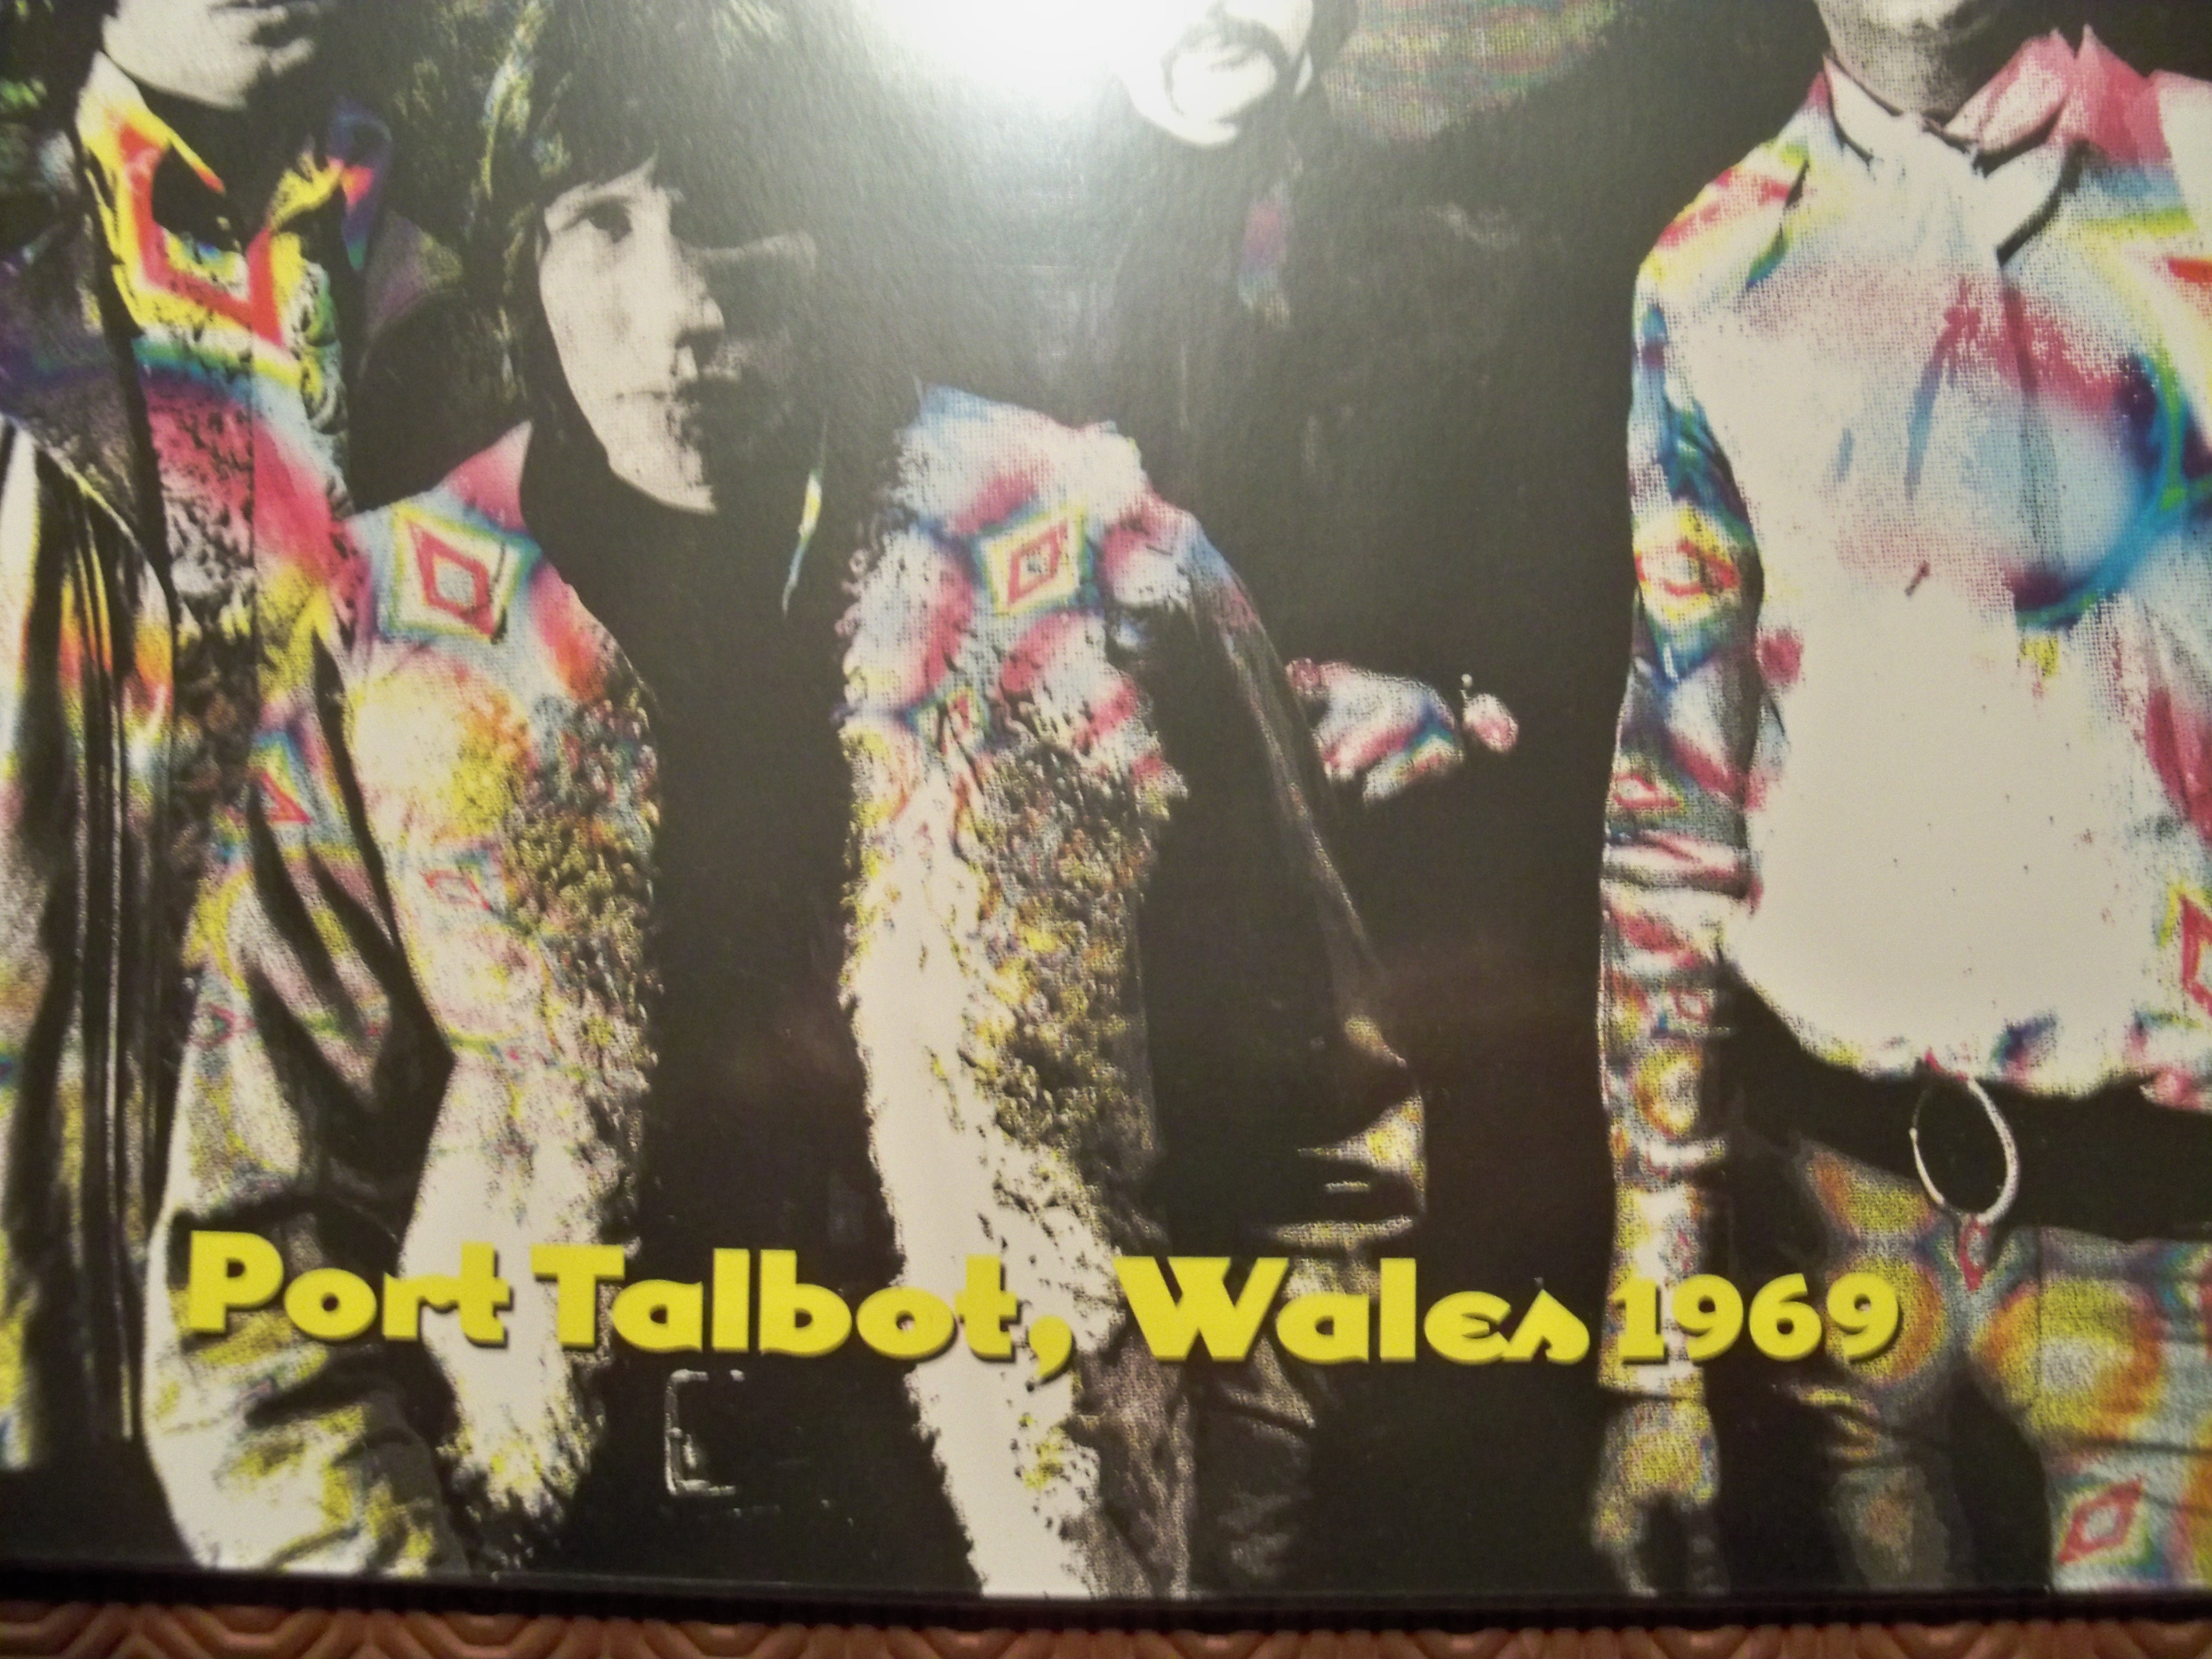 Port Talbot, Wales 1969